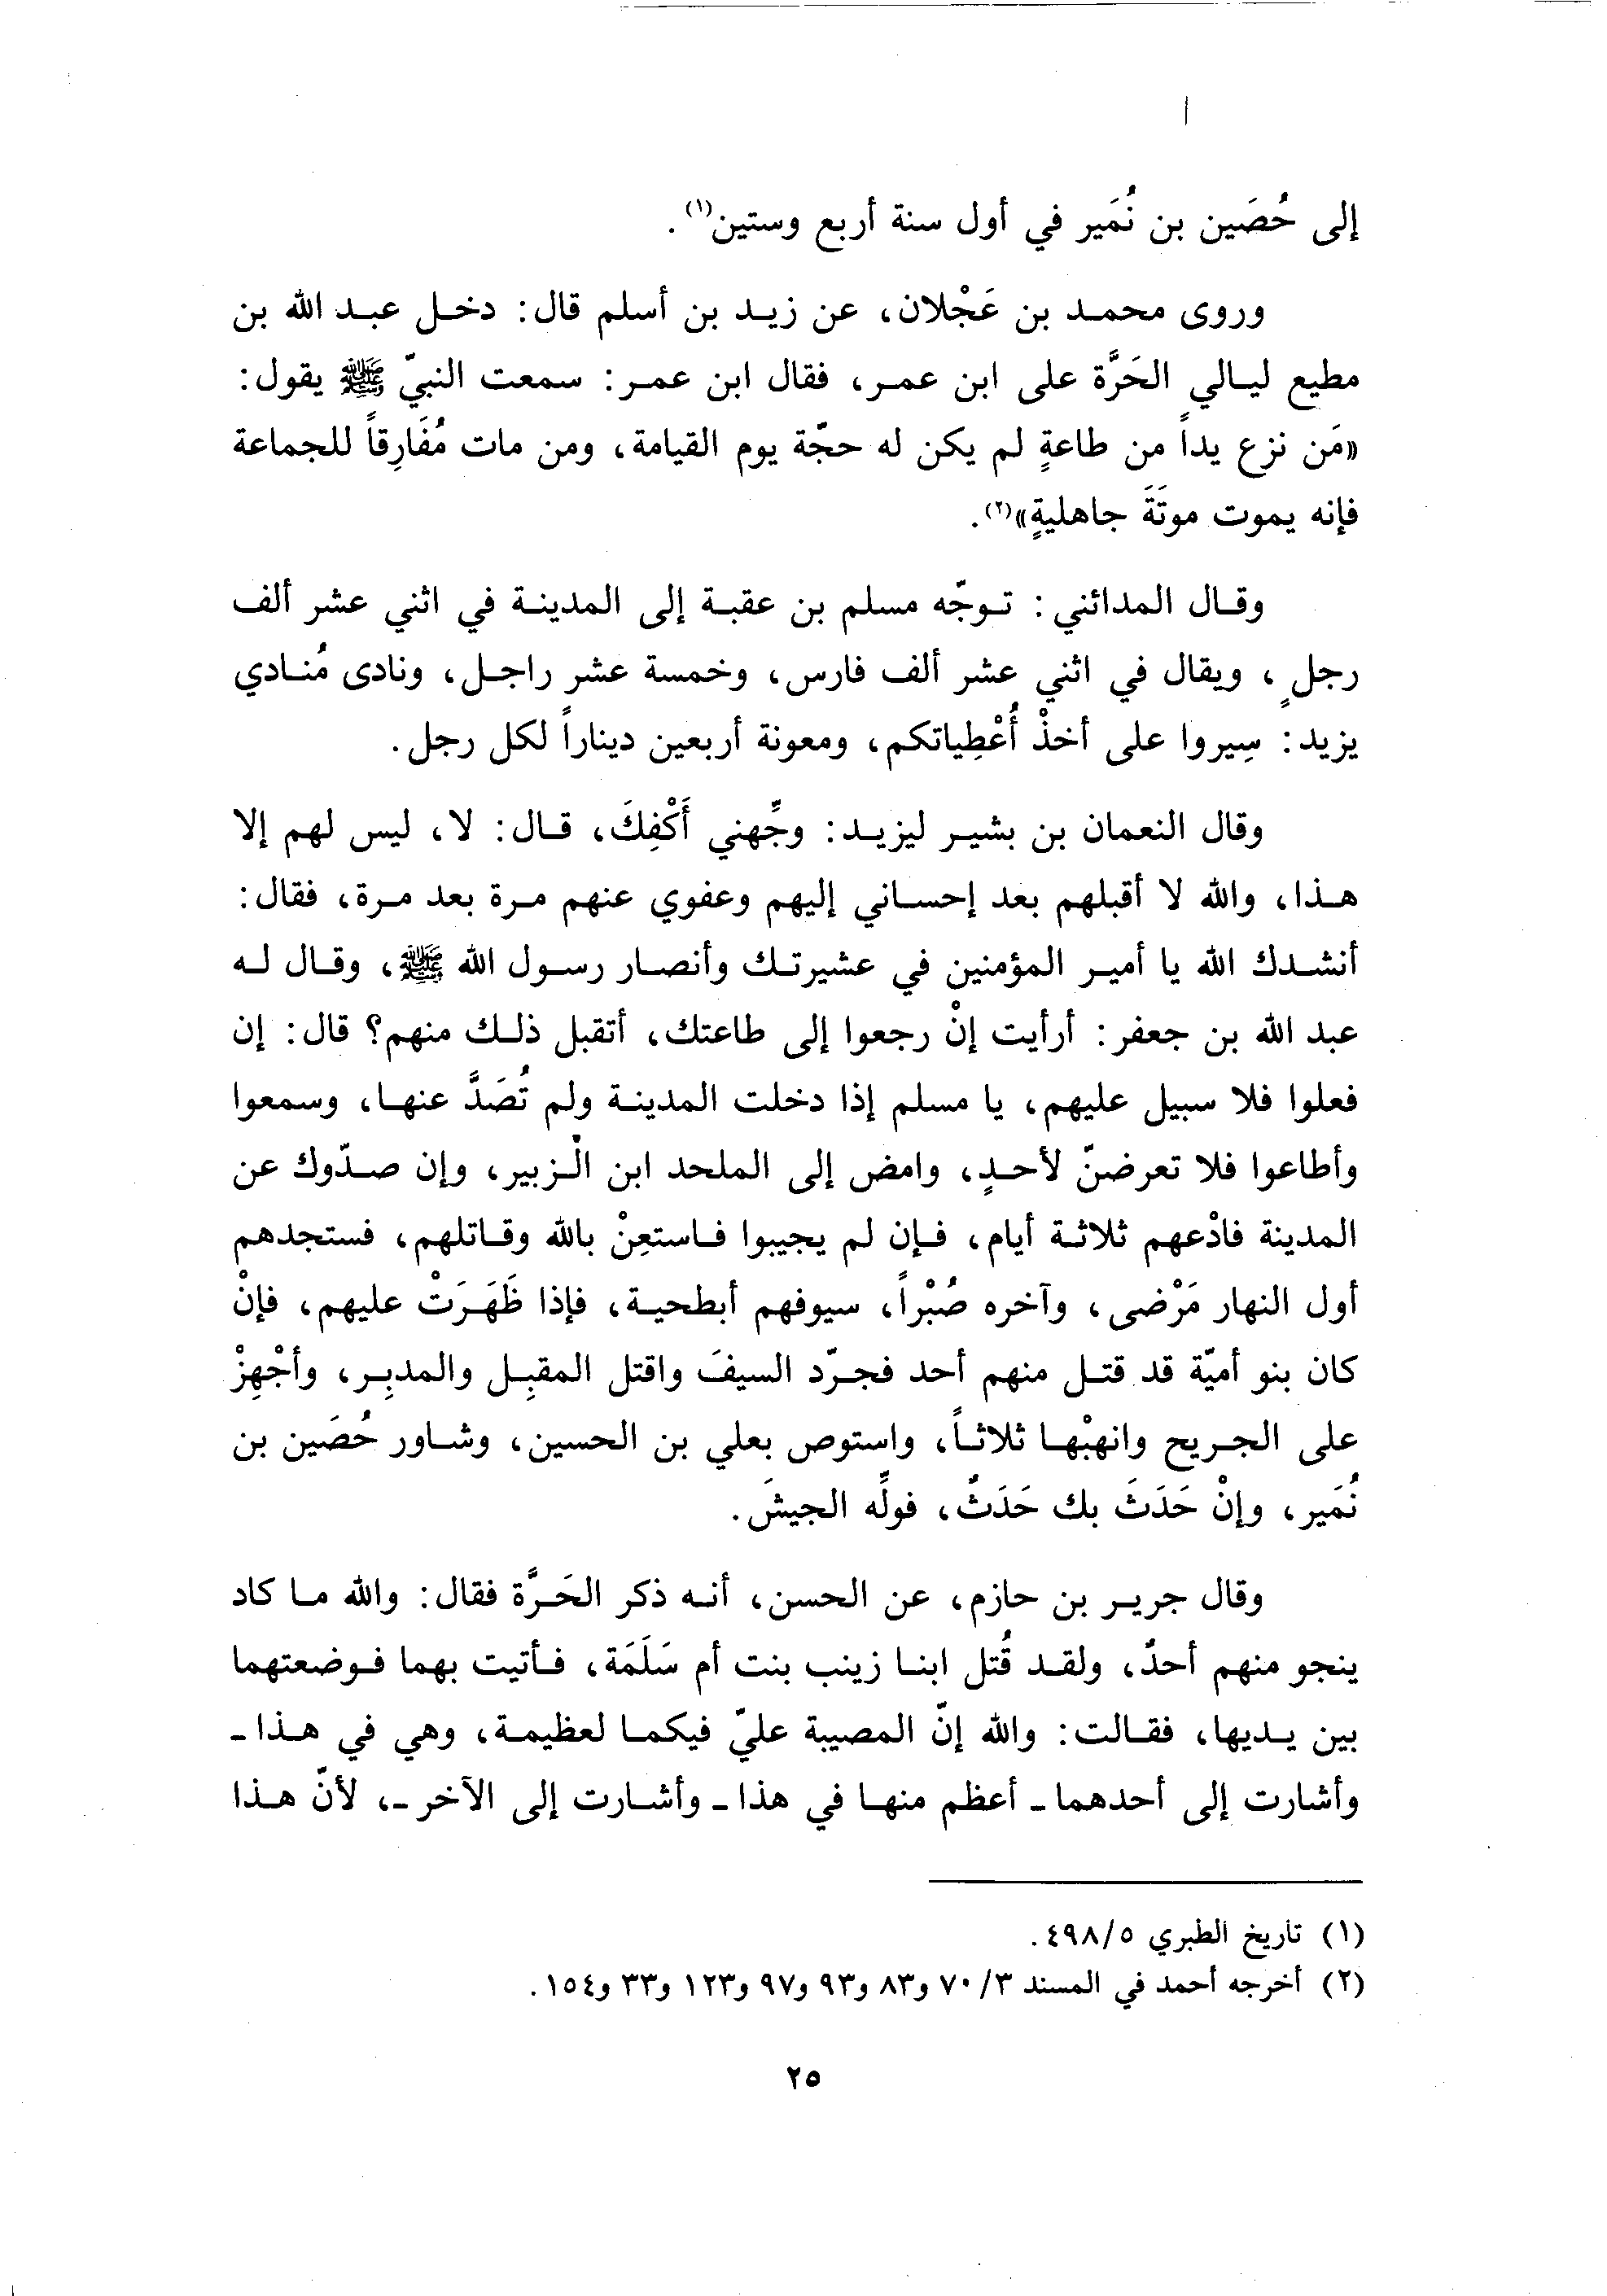 إلى حُصَين بن نُمَير في أول سنة أربع وستين(١).
وروى محمد بن عَجْلان، عن زيد بن أسلم قال: دخل عبد الله بن
مطيع ليالي الحَرَّة على ابن عمر، فقال ابن عمر: سمعت النبيّ ﷺ يقول:
«مَن نزع يداً من طاعةٍ لم يكن له حجّة يوم القيامة، ومن مات مُفَارِقاً للجماعة
فإنه يموت موتَةَ جاهليةٍ»(٢).
وقال المدائني: توجّه مسلم بن عقبة إلى المدينة في اثني عشر ألف
رجلٍ، ويقال في اثني عشر ألف فارس، وخمسة عشر راجل، ونادى مُنادي
يزيد: سِيروا على أخذْ أُعْطِياتكم، ومعونة أربعين ديناراً لكل رجل.
وقال النعمان بن بشير ليزيد: وجِّهني أَكْفِكَ، قال: لا، ليس لهم إلا
هذا، والله لا أقبلهم بعد إحساني إليهم وعفوي عنهم مرة بعد مرة، فقال:
أنشدك الله يا أمير المؤمنين في عشيرتك وأنصار رسول الله ﷺ، وقال له
عبد الله بن جعفر: أرأيت إنْ رجعوا إلى طاعتك، أتقبل ذلك منهم؟ قال: إن
فعلوا فلا سبيل عليهم، يا مسلم إذا دخلت المدينة ولم تُصَدَّ عنها، وسمعوا
وأطاعوا فلا تعرضنّ لأحدٍ، وامض إلى الملحد ابن الْزبير، وإن صدّوك عن
المدينة فادْعهم ثلاثة أيام، فإن لم يجيبوا فاستعِنْ بالله وقاتلهم، فستجدهم
أول النهار مَرْضى، وآخره صُبْراً، سيوفهم أبطحية، فإذا ظَهَرَتْ عليهم، فإنْ
كان بنو أميّة قد قتل منهم أحد فجرّد السيفَ واقتل المقبِل والمدبِر، وأجْهِزْ
على الجريح وانهبْها ثلاثاً، واستوص بعلي بن الحسين، وشاور حُصَين بن
نُمَير، وإنْ حَدَثَ بك حَدَثٌ، فولِّه الجيشَ.
وقال جرير بن حازم، عن الحسن، أنه ذكر الحَرَّة فقال: والله ما كاد
ينجو منهم أحدٌ، ولقد قُتل ابنا زينب بنت أم سَلَمَة، فأتيت بهما فوضعتهما
بين يديها، فقالت: والله إنّ المصيبة عليّ فيكما لعظيمة، وهي في هذا ـ
وأشارت إلى أحدهما ـ أعظم منها في هذا ـ وأشارت إلى الآخر ـ، لأنّ هذا
(١) تاريخ الطبري ٤٩٨/٥.
(٢) أخرجه أحمد في المسند ٧٠/٣ و٨٣ و٩٣ و٩٧ و١٢٣ و٣٣ و١٥٤.
٢٥